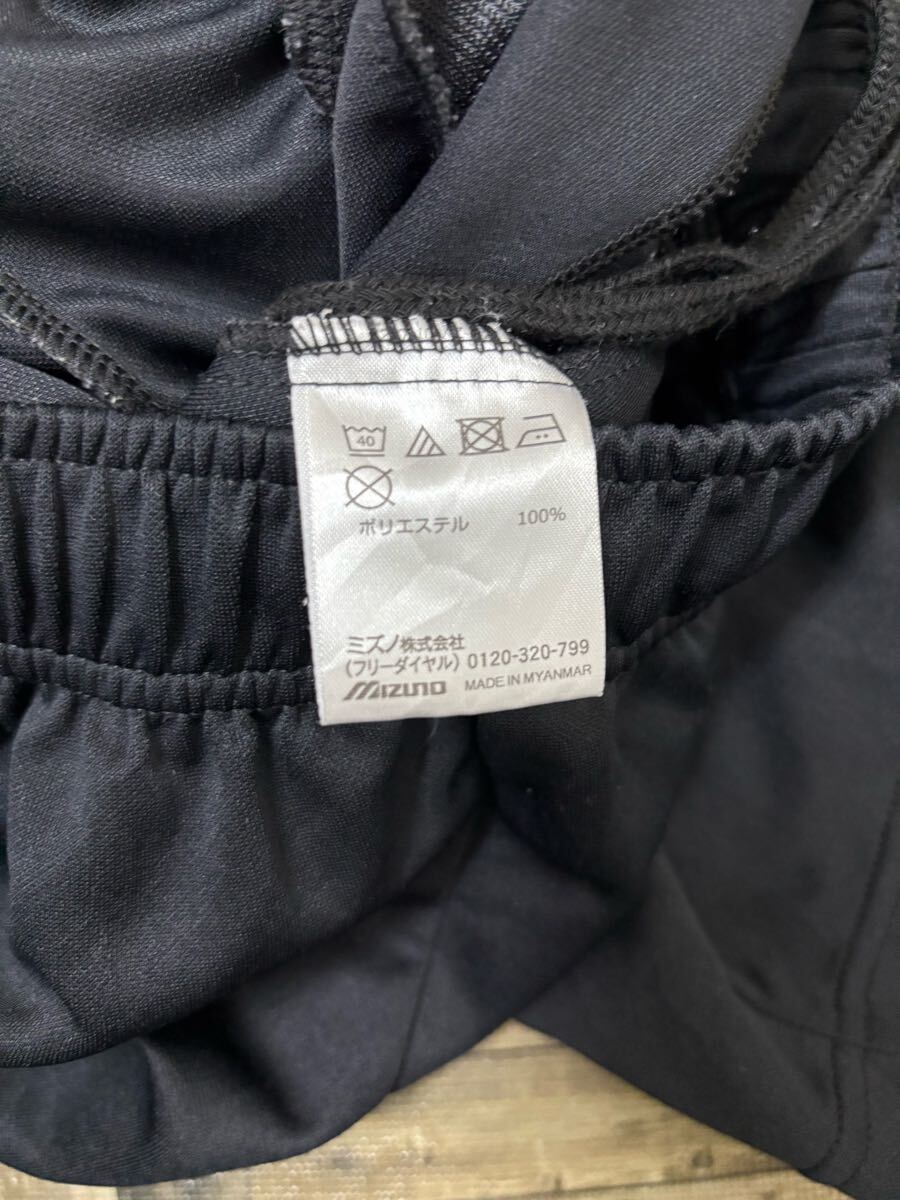 40
ポリエステル 100%
ミズノ株式会社
(フリーダイヤル) 0120-320-799
MIZUNO MADE IN MYANMAR